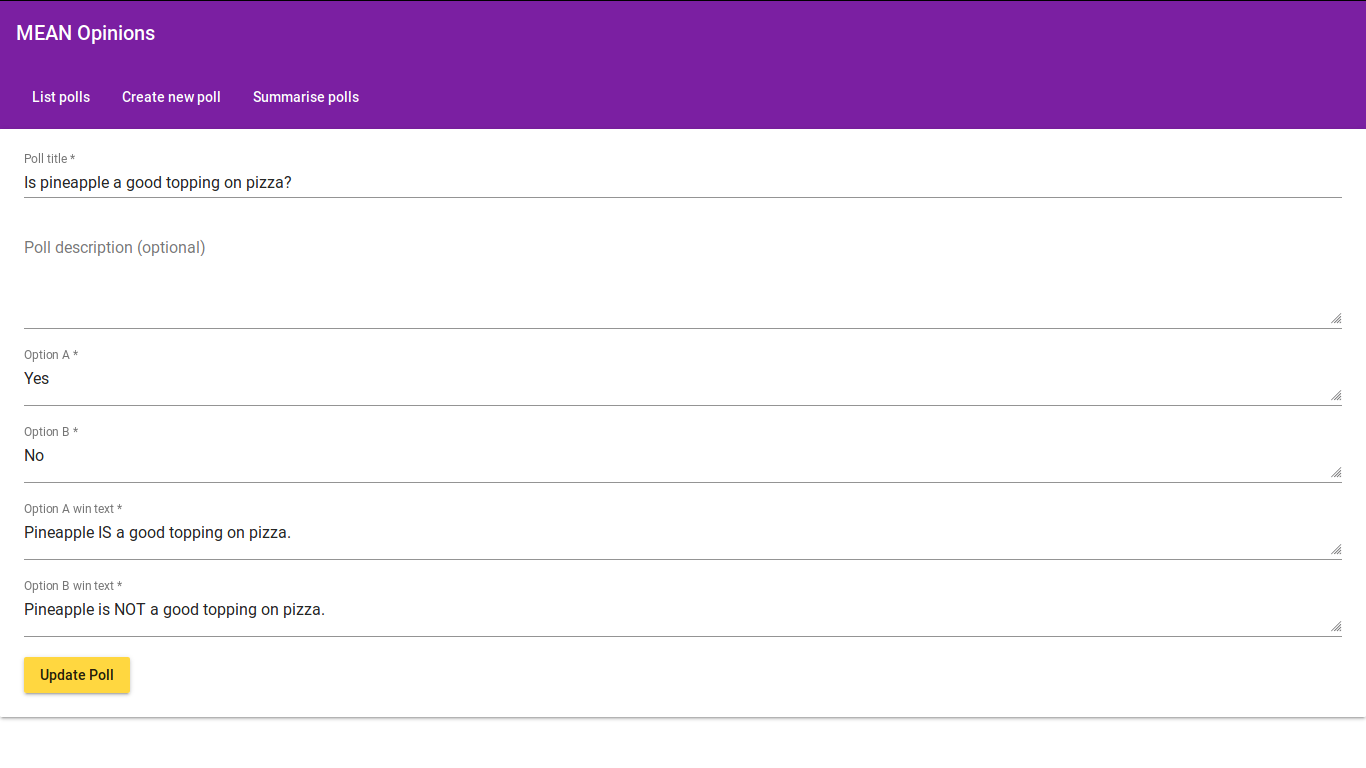 MEAN Opinions
List polls Create new poll Summarise polls
Poll title *
Is pineapple a good topping on pizza?
Poll description (optional)
Option A *
Yes
Option B *
No
Option A win text *
Pineapple IS a good topping on pizza.
Option B win text *
Pineapple is NOT a good topping on pizza.
Update Poll